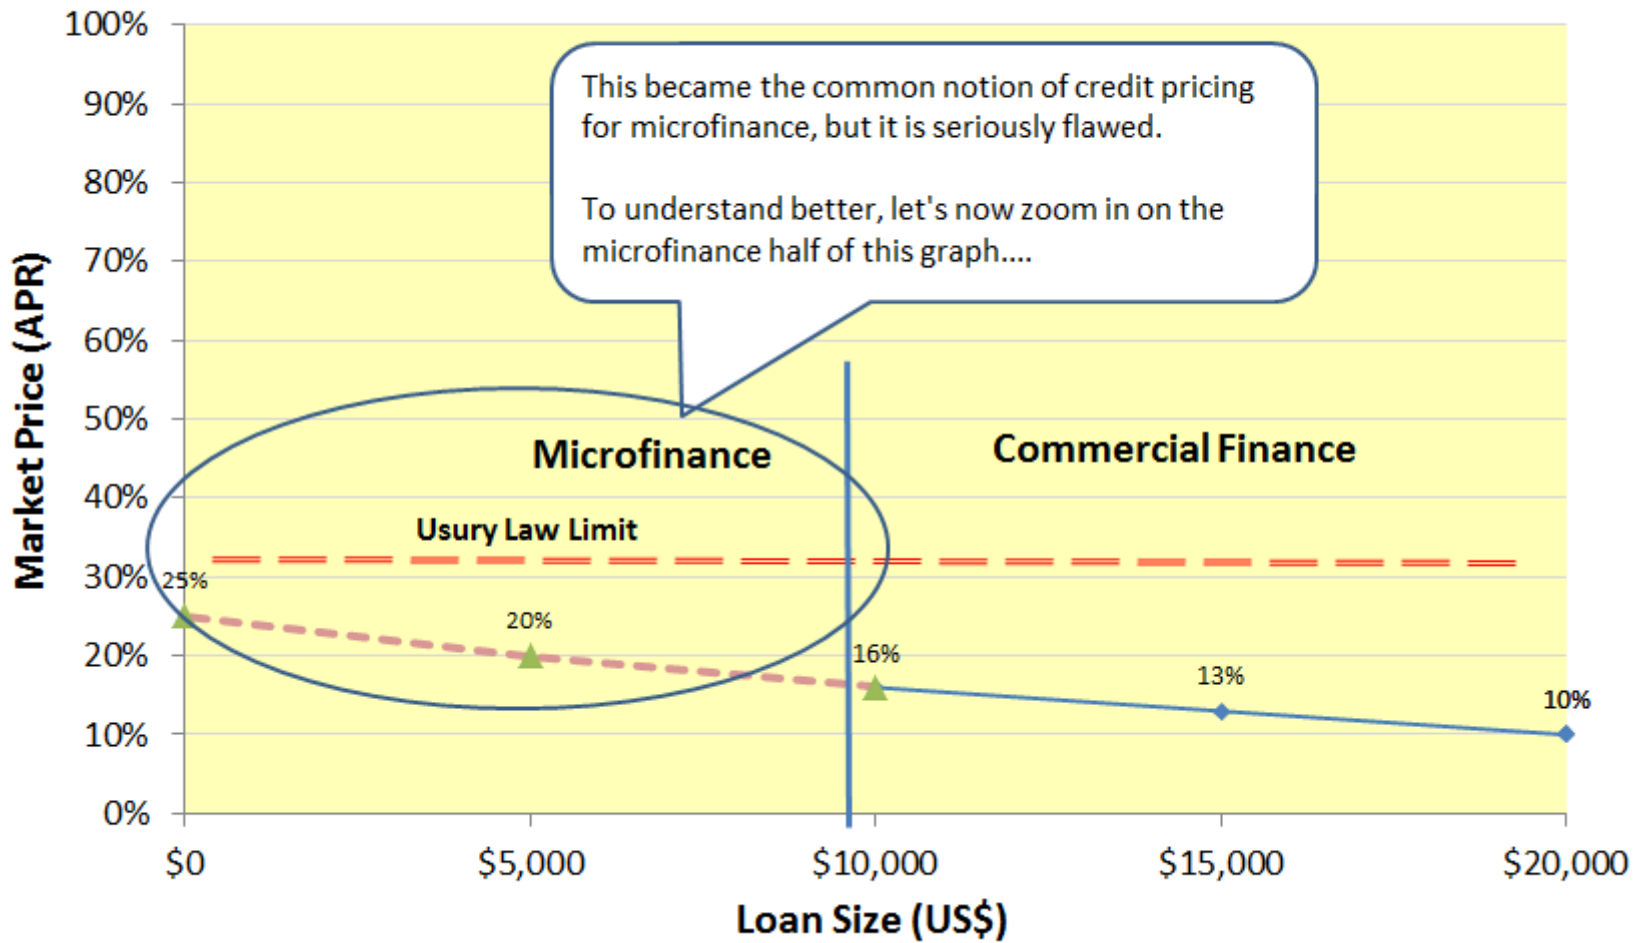 100%
90%
80%
70%
60%
50%
40%
30%
20%
10%
0%
Market Price (APR)
This became the common notion of credit pricing
for microfinance, but it is seriously flawed.
To understand better, let's now zoom in on the
microfinance half of this graph....
Microfinance
Commercial Finance
Usury Law Limit
25%
20%
16%
13%
10%
$0
$5,000
$10,000
$15,000
$20,000
Loan Size (US$)